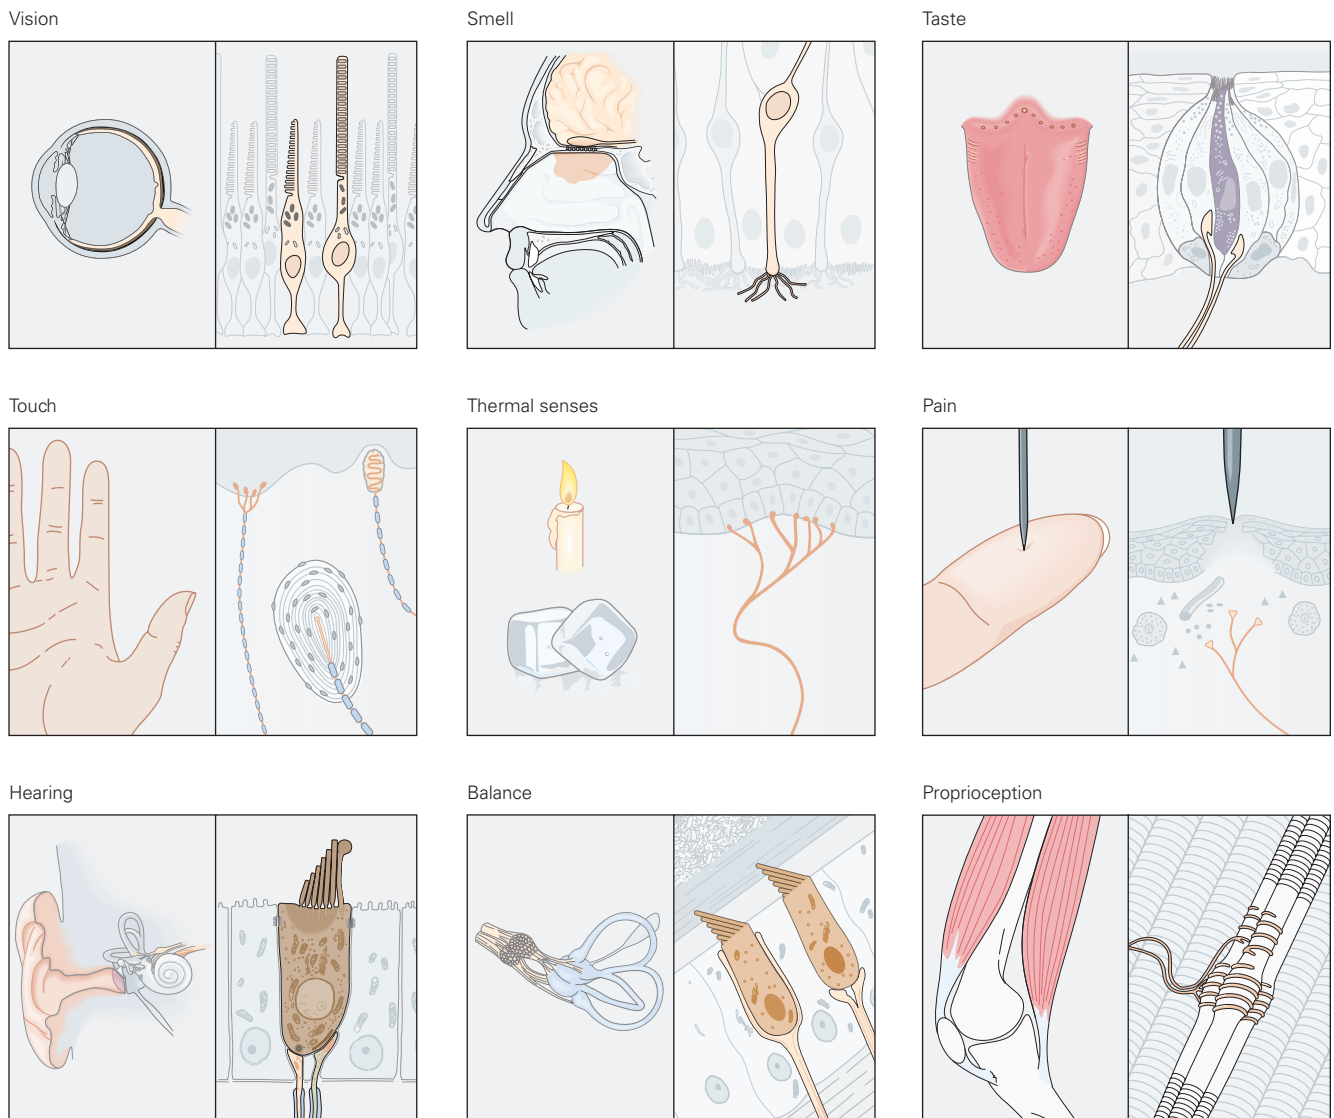 Vision
Smell
Taste
Touch
Thermal senses
Pain
Hearing
Balance
Proprioception